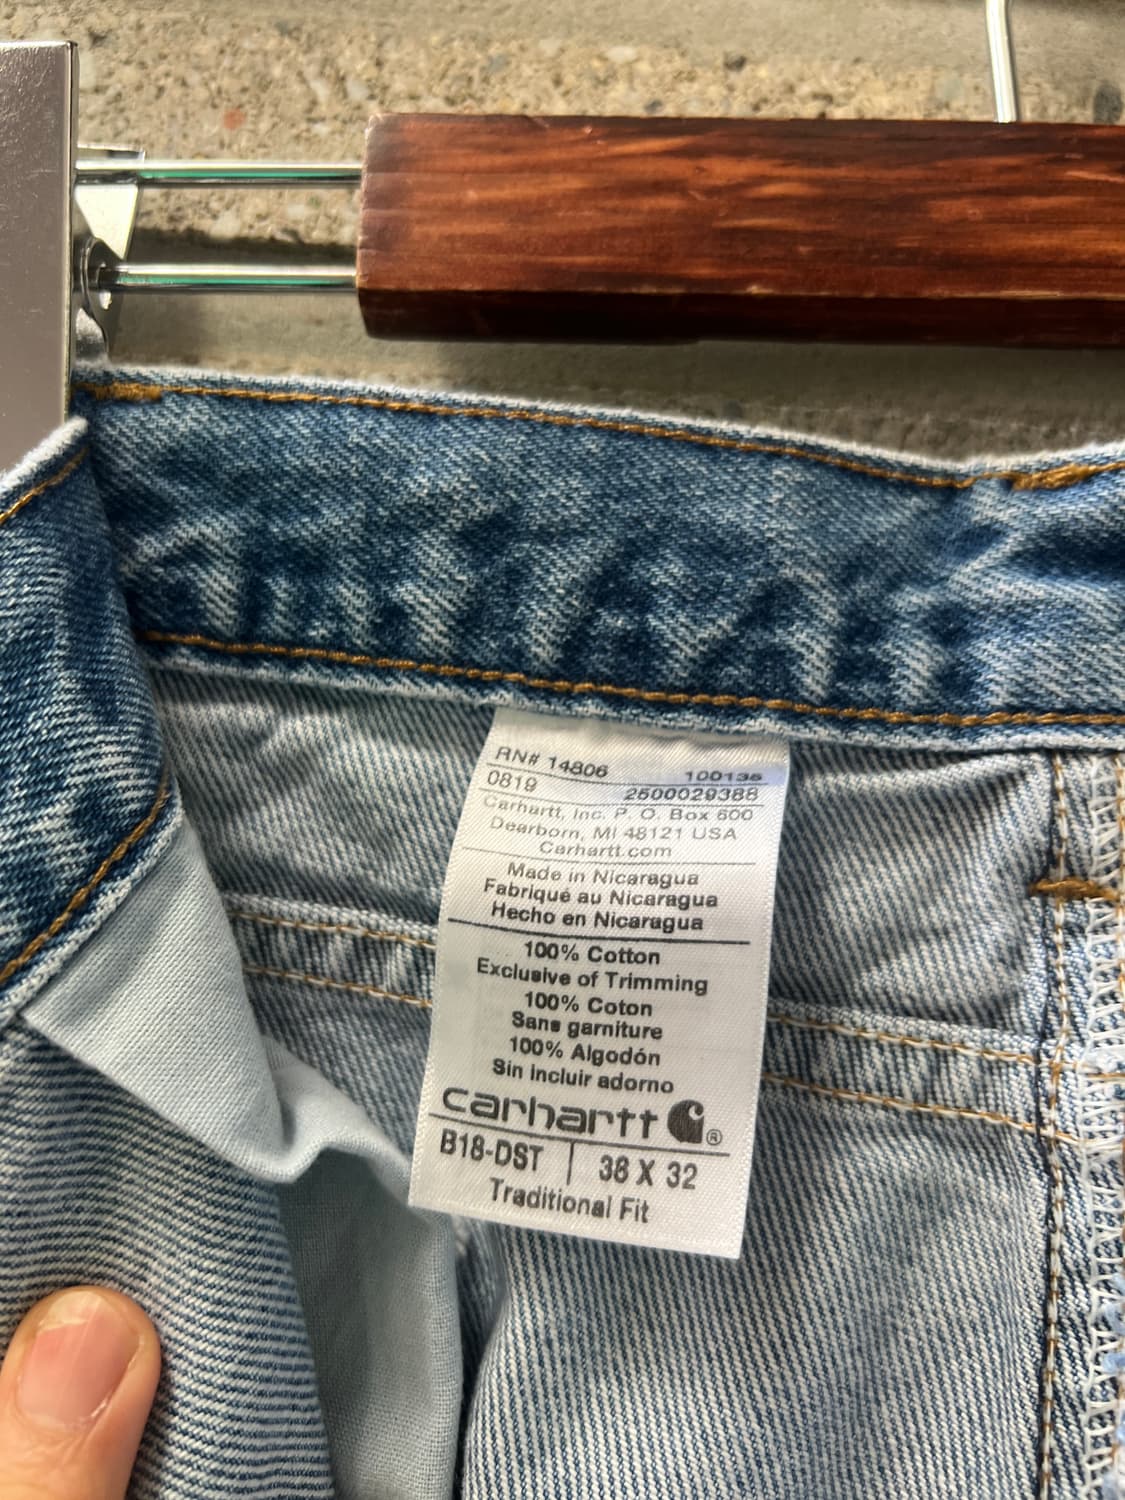 RN# 14806 100135
0819 2500029388
Carhartt, Inc. P. O. Box 600
Dearborn, MI 48121 USA
Carhartt.com
Made in Nicaragua
Fabriqué au Nicaragua
Hecho en Nicaragua
100% Cotton
Exclusive of Trimming
100% Coton
Sans garniture
100% Algodón
Sin incluir adorno
carhartt ®
B18-DST | 38 X 32
Traditional Fit